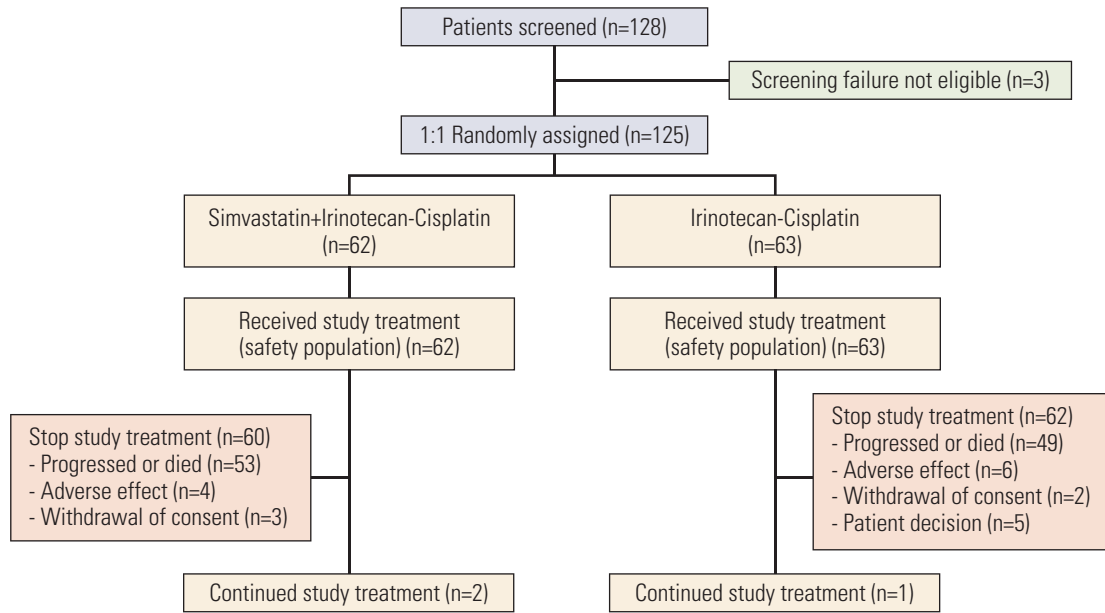 Patients screened (n=128)
Screening failure not eligible (n=3)
1:1 Randomly assigned (n=125)
Simvastatin+Irinotecan-Cisplatin
(n=62)
Irinotecan-Cisplatin
(n=63)
Received study treatment
(safety population) (n=62)
Received study treatment
(safety population) (n=63)
Stop study treatment (n=60)
- Progressed or died (n=53)
- Adverse effect (n=4)
- Withdrawal of consent (n=3)
Stop study treatment (n=62)
- Progressed or died (n=49)
- Adverse effect (n=6)
- Withdrawal of consent (n=2)
- Patient decision (n=5)
Continued study treatment (n=2)
Continued study treatment (n=1)